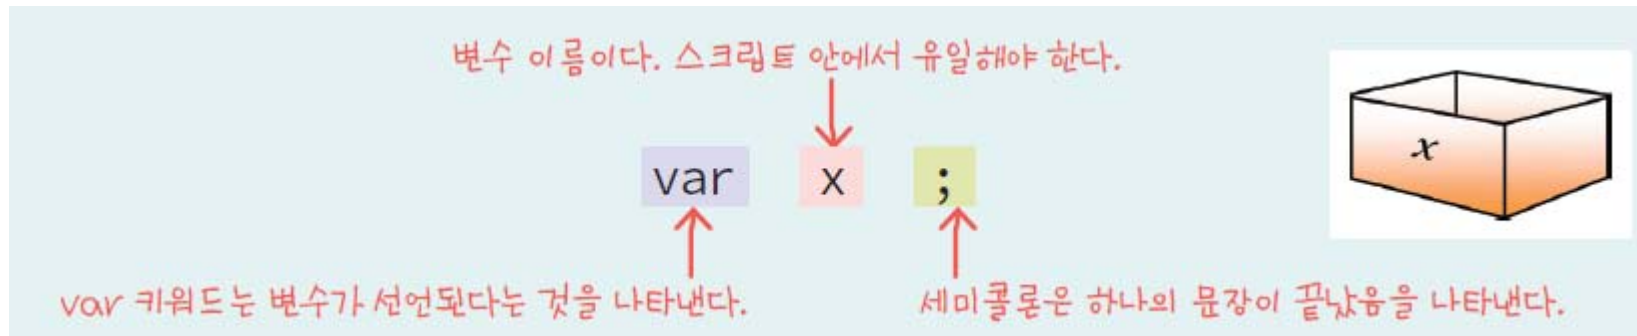 변수 이름이다. 스크립트 안에서 유일해야 한다.
var x ;
x
var 키워드는 변수가 선언된다는 것을 나타낸다.
세미콜론은 하나의 문장이 끝났음을 나타낸다.